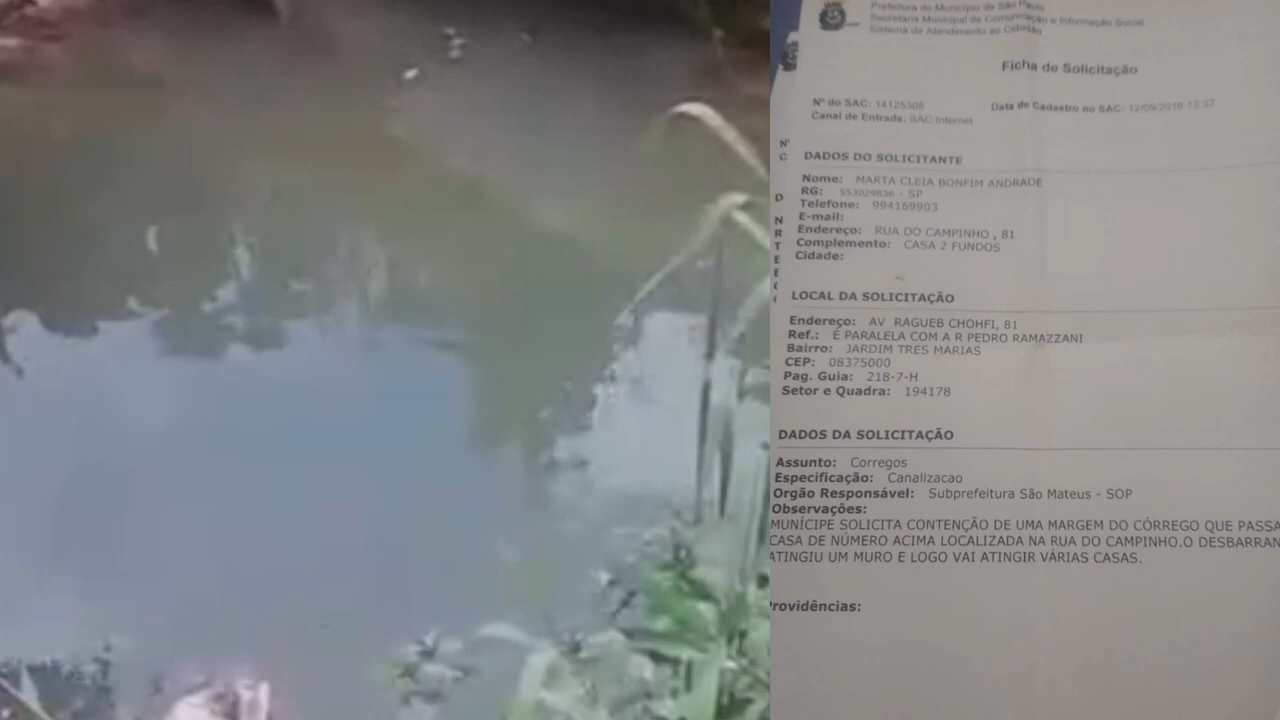 Prefeitura do Município de São Paulo
Secretaria Municipal de Comunicação e Informação Social
Sistema de Atendimento ao Cidadão
Ficha de Solicitação
Nº do SAC: 14125305 Data de Cadastro no SAC: 12/09/2016 13:37
Canal de Entrada: SAC Internet
DADOS DO SOLICITANTE
Nome: MARTA CLEIA BONFIM ANDRADE
RG: 553029836 - SP
Telefone: 994169903
E-mail:
Endereço: RUA DO CAMPINHO , 81
Complemento: CASA 2 FUNDOS
Cidade:
LOCAL DA SOLICITAÇÃO
Endereço: AV RAGUEB CHOHFI, 81
Ref.: É PARALELA COM A R PEDRO RAMAZZANI
Bairro: JARDIM TRES MARIAS
CEP: 08375000
Pag. Guia: 218-7-H
Setor e Quadra: 194178
DADOS DA SOLICITAÇÃO
Assunto: Corregos
Especificação: Canalizacao
Orgão Responsável: Subprefeitura São Mateus - SOP
Observações:
MUNÍCIPE SOLICITA CONTENÇÃO DE UMA MARGEM DO CÓRREGO QUE PASSA
CASA DE NÚMERO ACIMA LOCALIZADA NA RUA DO CAMPINHO.O DESBARRAN
ATINGIU UM MURO E LOGO VAI ATINGIR VÁRIAS CASAS.
Providências: